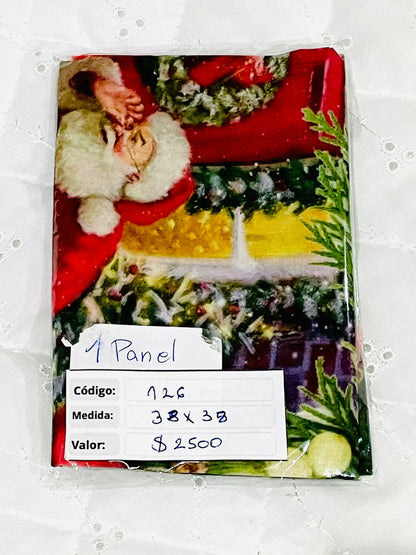 1 Panel
Código: 126
Medida: 38 x 38
Valor: $ 2500